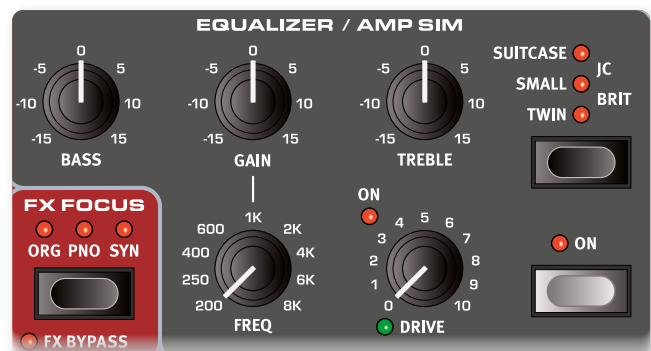 EQUALIZER / AMP SIM
0
-5 5
-10 10
-15 15
BASS
0
-5 5
-10 10
-15 15
GAIN
0
-5 5
-10 10
-15 15
TREBLE
SUITCASE
SMALL
TWIN
JC
BRIT
FX FOCUS
ORG PNO SYN
FX BYPASS
1K
600 2K
400 4K
250 6K
200 8K
FREQ
ON
4 5 6
3 7
2 8
1 9
0 10
DRIVE
ON